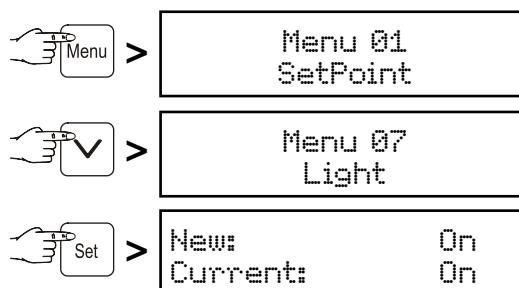 Menu > Menu 01
SetPoint
> Menu 07
Light
Set > New: On
Current: On